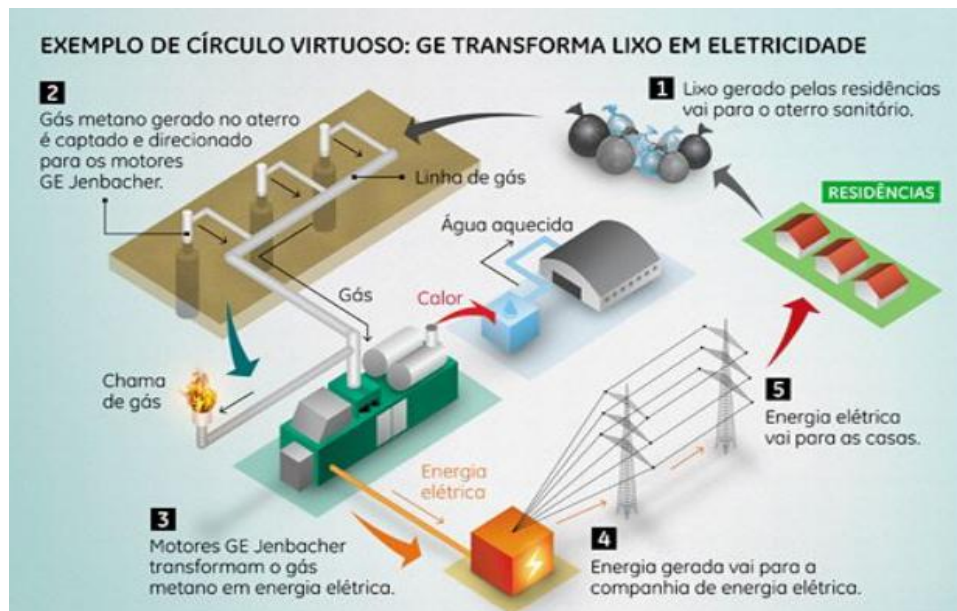 EXEMPLO DE CÍRCULO VIRTUOSO: GE TRANSFORMA LIXO EM ELETRICIDADE
1 Lixo gerado pelas residências
vai para o aterro sanitário.
2
Gás metano gerado no aterro
é captado e direcionado
para os motores
GE Jenbacher.
Linha de gás
RESIDÊNCIAS
Água aquecida
Gás
Calor
Chama
de gás
Energia
elétrica
3
Motores GE Jenbacher
transformam o gás
metano em energia elétrica.
4
Energia gerada vai para a
companhia de energia elétrica.
5
Energia elétrica
vai para as casas.